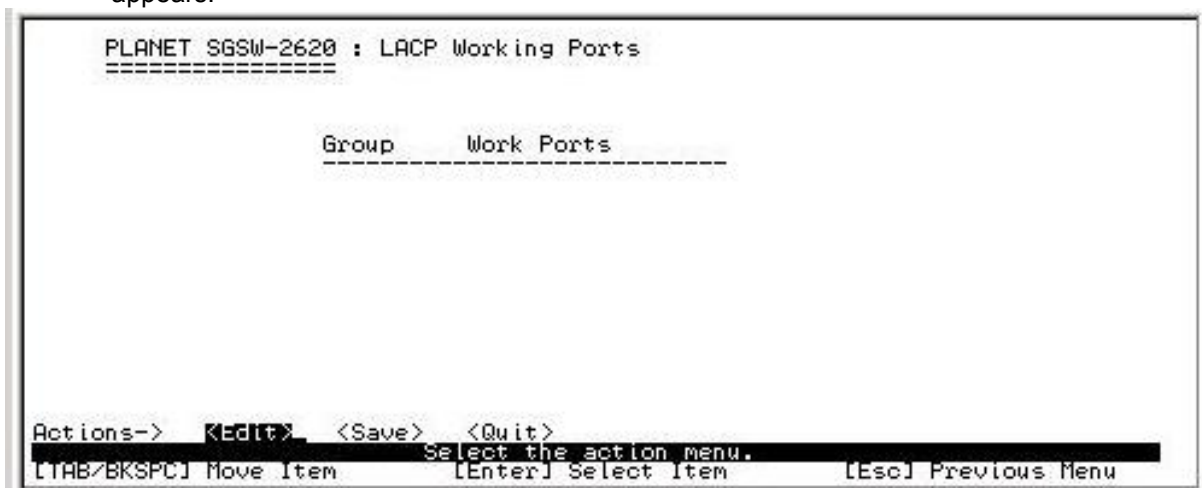 appears.
PLANET SGSW-2620 : LACP Working Ports
================
Group Work Ports
----------------------------
Actions-> <Edit> <Save> <Quit>
Select the action menu.
[TAB/BKSPC] Move Item [Enter] Select Item [Esc] Previous Menu